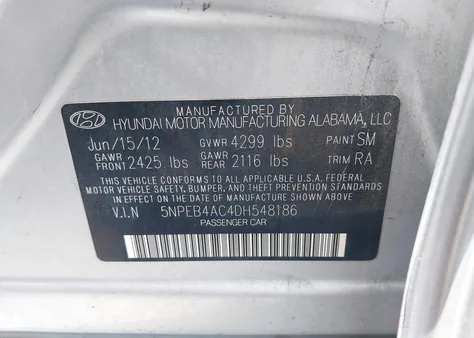 MANUFACTURED BY
HYUNDAI MOTOR MANUFACTURING ALABAMA, LLC
Jun/15/12 GVWR 4299 lbs PAINT SM
GAWR FRONT 2425 lbs GAWR REAR 2116 lbs TRIM RA
THIS VEHICLE CONFORMS TO ALL APPLICABLE U.S.A FEDERAL
MOTOR VEHICLE SAFETY, BUMPER, AND THEFT PREVENTION
STANDARDS IN EFFECT ON THE DATE OF MANUFACTURE SHOWN ABOVE
V.I.N 5NPEB4AC4DH548186
PASSENGER CAR